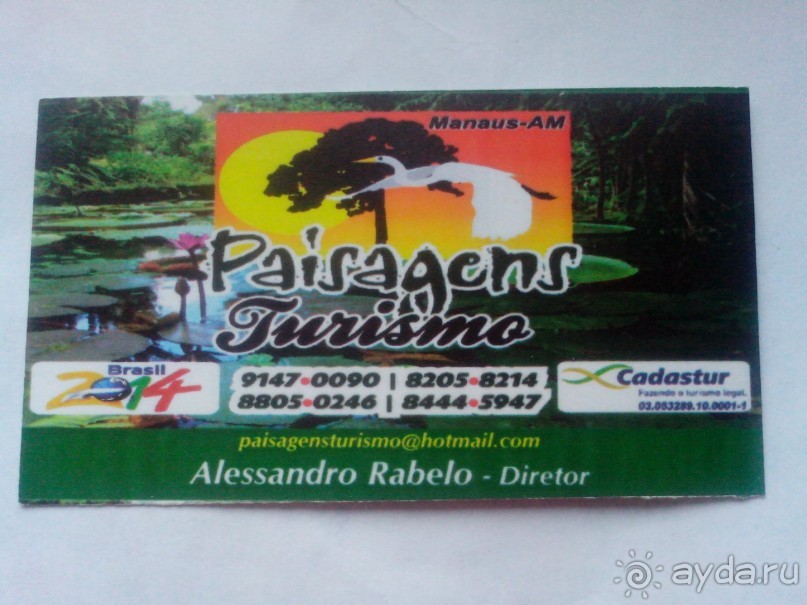 Manaus-AM
Paisagens
Turismo
Brasil
2014
9147•0090 | 8205•8214
8805•0246 | 8444•5947
Cadastur
Fazendo o turismo legal.
03.053289.10.0001-1
paisagensturismo@hotmail.com
Alessandro Rabelo - Diretor
ayda.ru